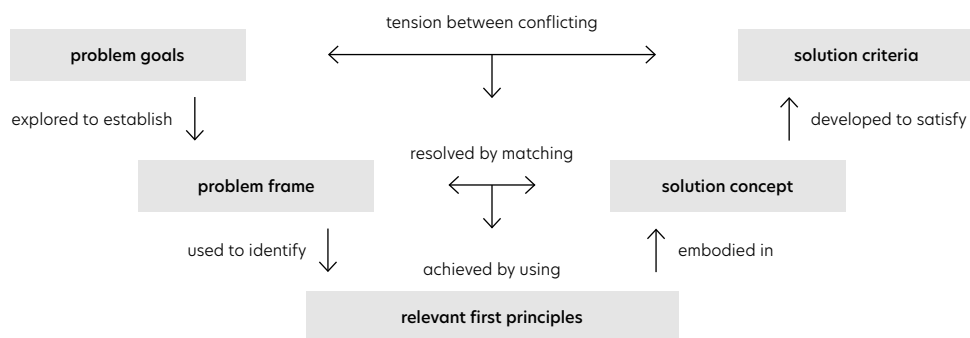 tension between conflicting
problem goals
solution criteria
explored to establish
developed to satisfy
resolved by matching
problem frame
solution concept
used to identify
embodied in
achieved by using
relevant first principles